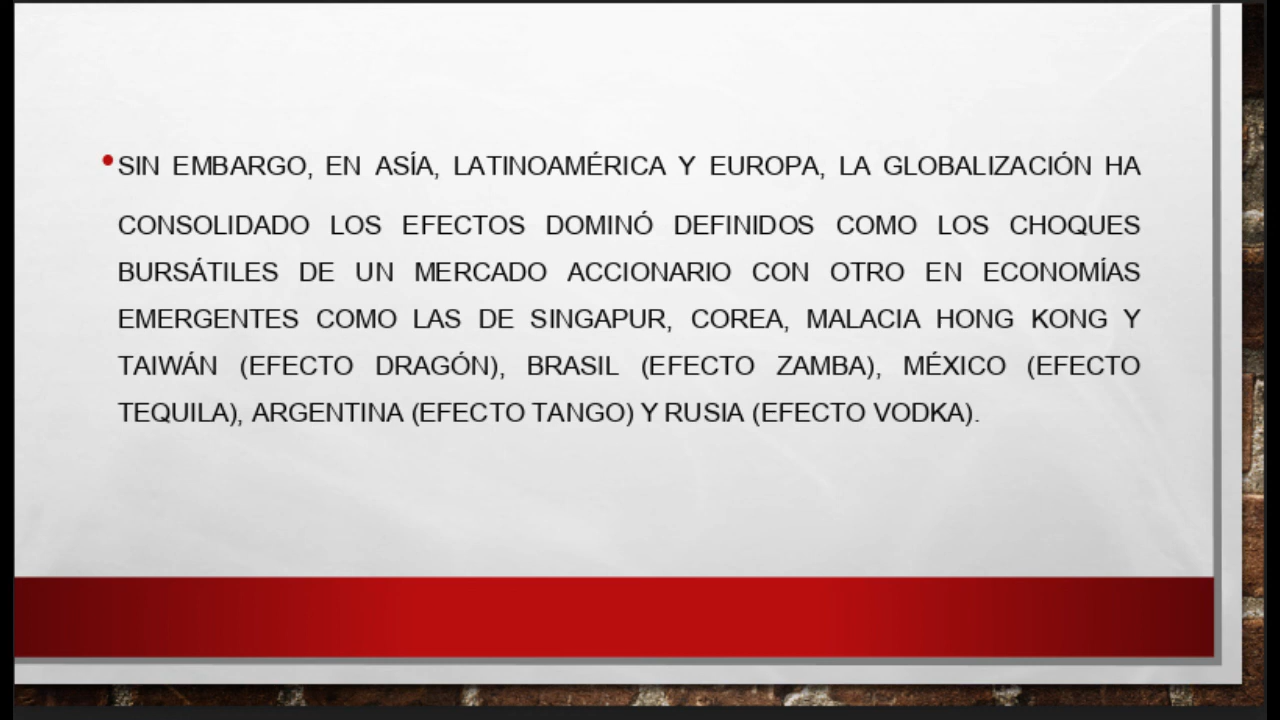 •SIN EMBARGO, EN ASÍA, LATINOAMÉRICA Y EUROPA, LA GLOBALIZACIÓN HA
CONSOLIDADO LOS EFECTOS DOMINÓ DEFINIDOS COMO LOS CHOQUES
BURSÁTILES DE UN MERCADO ACCIONARIO CON OTRO EN ECONOMÍAS
EMERGENTES COMO LAS DE SINGAPUR, COREA, MALACIA HONG KONG Y
TAIWÁN (EFECTO DRAGÓN), BRASIL (EFECTO ZAMBA), MÉXICO (EFECTO
TEQUILA), ARGENTINA (EFECTO TANGO) Y RUSIA (EFECTO VODKA).